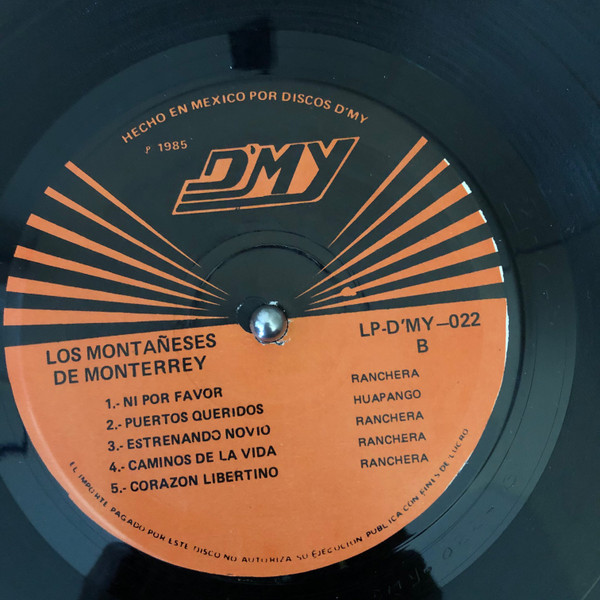 HECHO EN MEXICO POR DISCOS D'MY
℗ 1985
D'MY
LOS MONTAÑESES
DE MONTERREY
LP-D'MY-022
B
1.- NI POR FAVOR RANCHERA
2.- PUERTOS QUERIDOS HUAPANGO
3.- ESTRENANDO NOVIO RANCHERA
4.- CAMINOS DE LA VIDA RANCHERA
5.- CORAZON LIBERTINO RANCHERA
EL IMPORTE PAGADO POR ESTE DISCO NO AUTORIZA SU EJECUCION PUBLICA CON FINES DE LUCRO